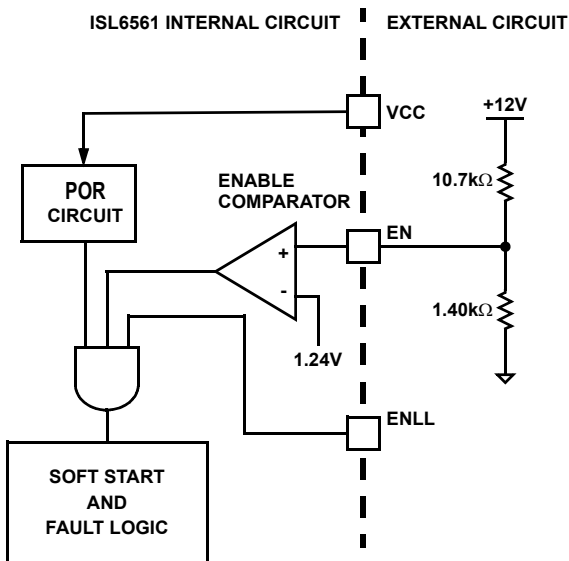 ISL6561 INTERNAL CIRCUIT
EXTERNAL CIRCUIT
VCC
+12V
POR
CIRCUIT
ENABLE
COMPARATOR
10.7kΩ
EN
+
-
1.40kΩ
1.24V
ENLL
SOFT START
AND
FAULT LOGIC